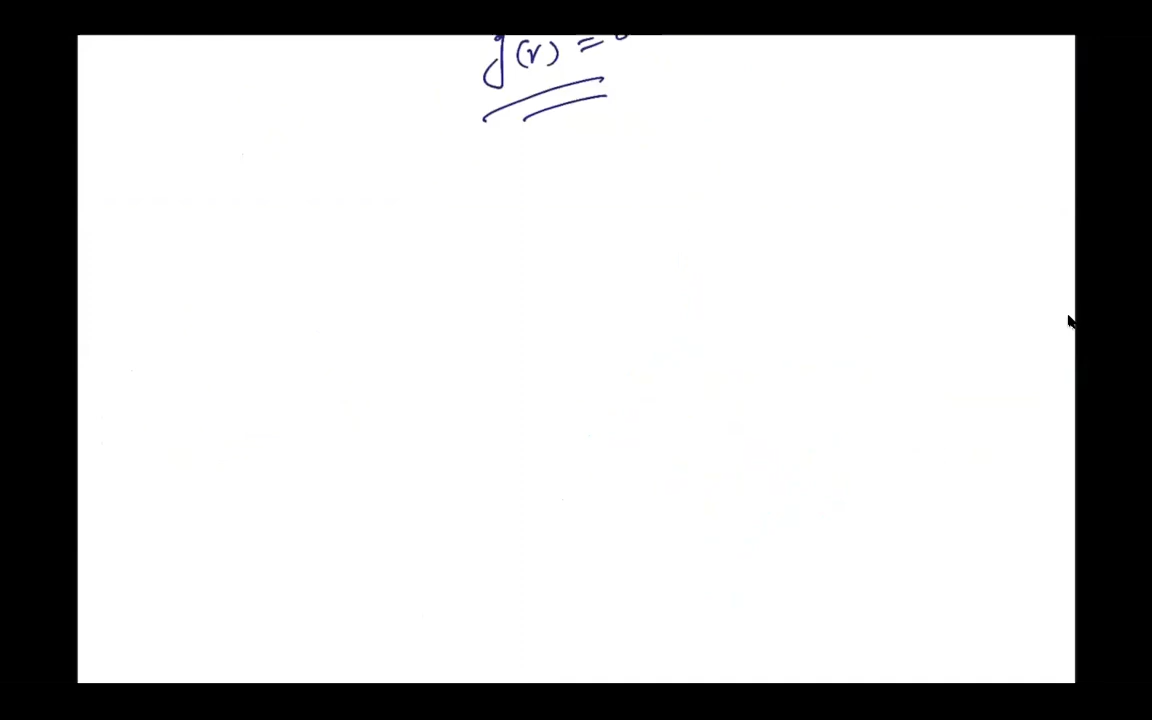 g(r) =